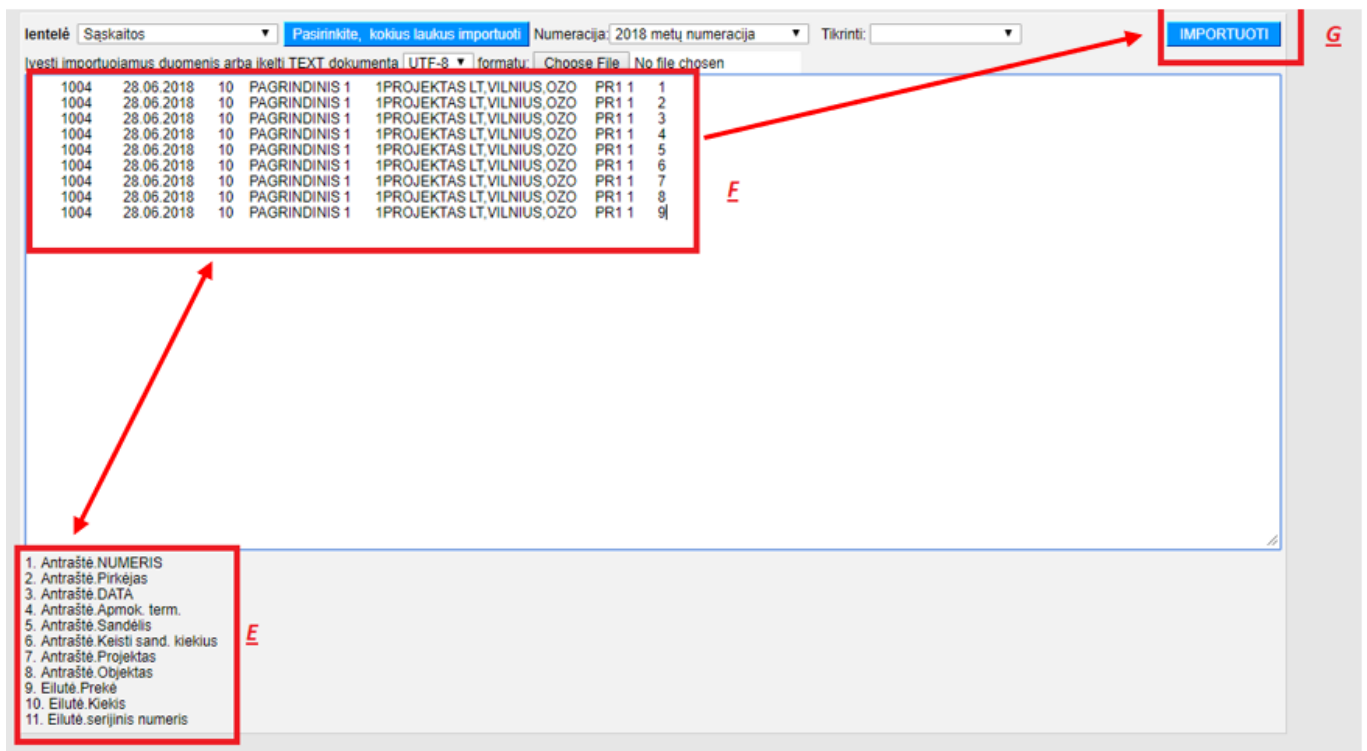 lentelė Sąskaitos Pasirinkite, kokius laukus importuoti Numeracija: 2018 metų numeracija Tikrinti: IMPORTUOTI G
Įvesti importuojamus duomenis arba įkelti TEXT dokumentą UTF-8 formatu: Choose File No file chosen
1004 28.06.2018 10 PAGRINDINIS 1 1PROJEKTAS LT,VILNIUS,OZO PR1 1 1
1004 28.06.2018 10 PAGRINDINIS 1 1PROJEKTAS LT,VILNIUS,OZO PR1 1 2
1004 28.06.2018 10 PAGRINDINIS 1 1PROJEKTAS LT,VILNIUS,OZO PR1 1 3
1004 28.06.2018 10 PAGRINDINIS 1 1PROJEKTAS LT,VILNIUS,OZO PR1 1 4
1004 28.06.2018 10 PAGRINDINIS 1 1PROJEKTAS LT,VILNIUS,OZO PR1 1 5
1004 28.06.2018 10 PAGRINDINIS 1 1PROJEKTAS LT,VILNIUS,OZO PR1 1 6
1004 28.06.2018 10 PAGRINDINIS 1 1PROJEKTAS LT,VILNIUS,OZO PR1 1 7
1004 28.06.2018 10 PAGRINDINIS 1 1PROJEKTAS LT,VILNIUS,OZO PR1 1 8
1004 28.06.2018 10 PAGRINDINIS 1 1PROJEKTAS LT,VILNIUS,OZO PR1 1 9
F
1. Antraštė.NUMERIS
2. Antraštė.Pirkėjas
3. Antraštė.DATA
4. Antraštė.Apmok. term.
5. Antraštė.Sandėlis
6. Antraštė.Keisti sand. kiekius
7. Antraštė.Projektas
8. Antraštė.Objektas
9. Eilutė.Prekė
10. Eilutė.Kiekis
11. Eilutė.serijinis numeris
E